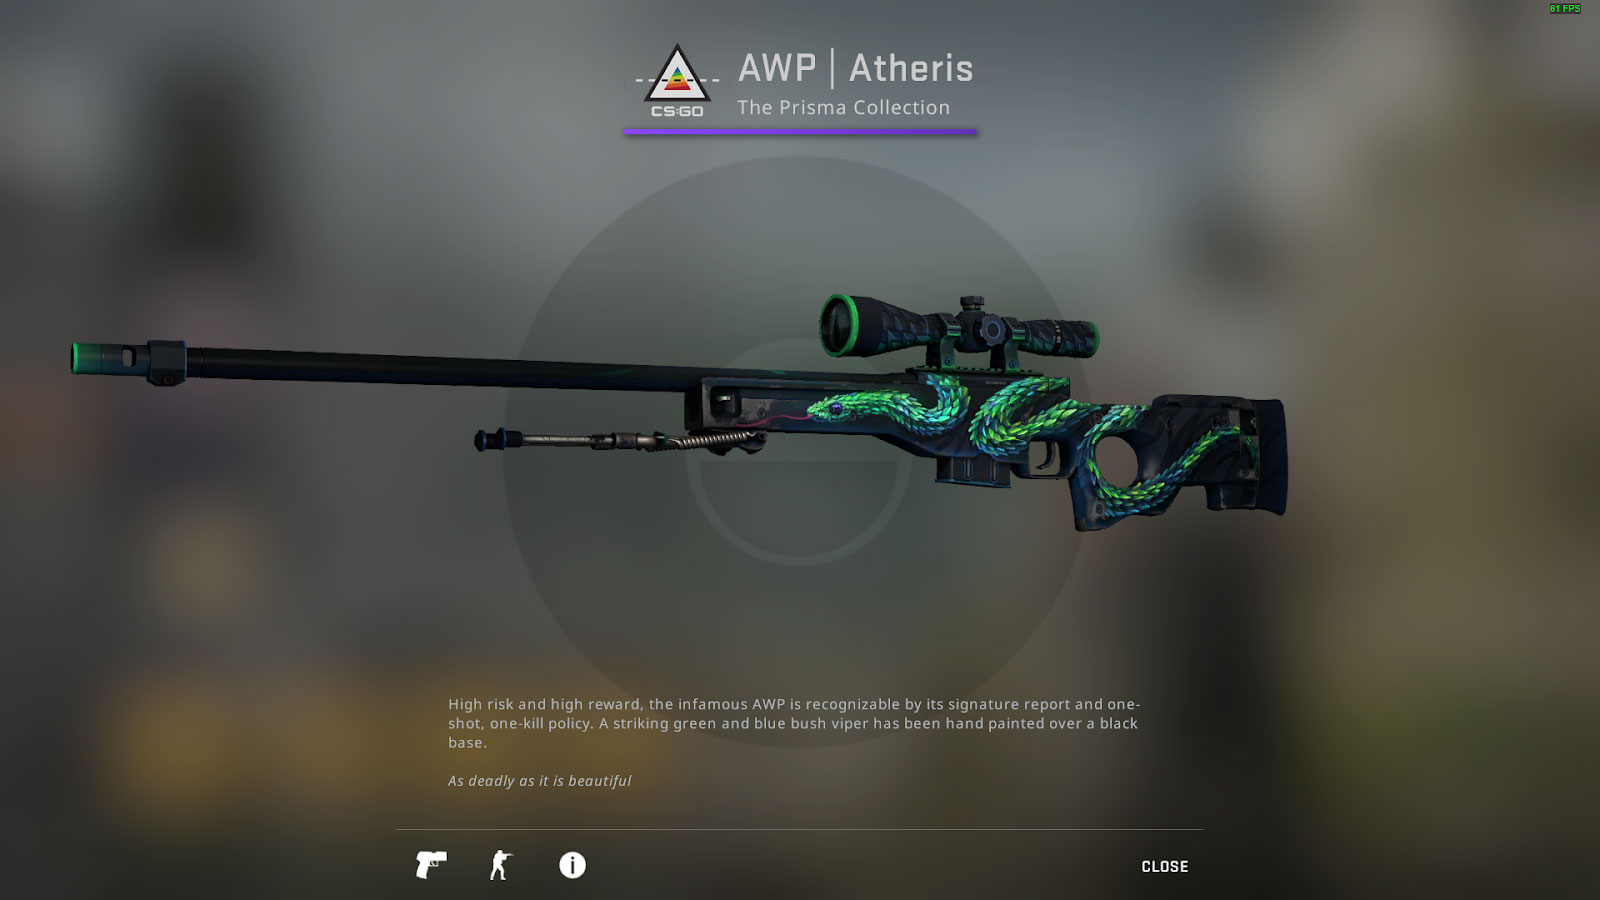 61 FPS
AWP | Atheris
CS:GO
The Prisma Collection
High risk and high reward, the infamous AWP is recognizable by its signature report and one-
shot, one-kill policy. A striking green and blue bush viper has been hand painted over a black
base.
As deadly as it is beautiful
CLOSE